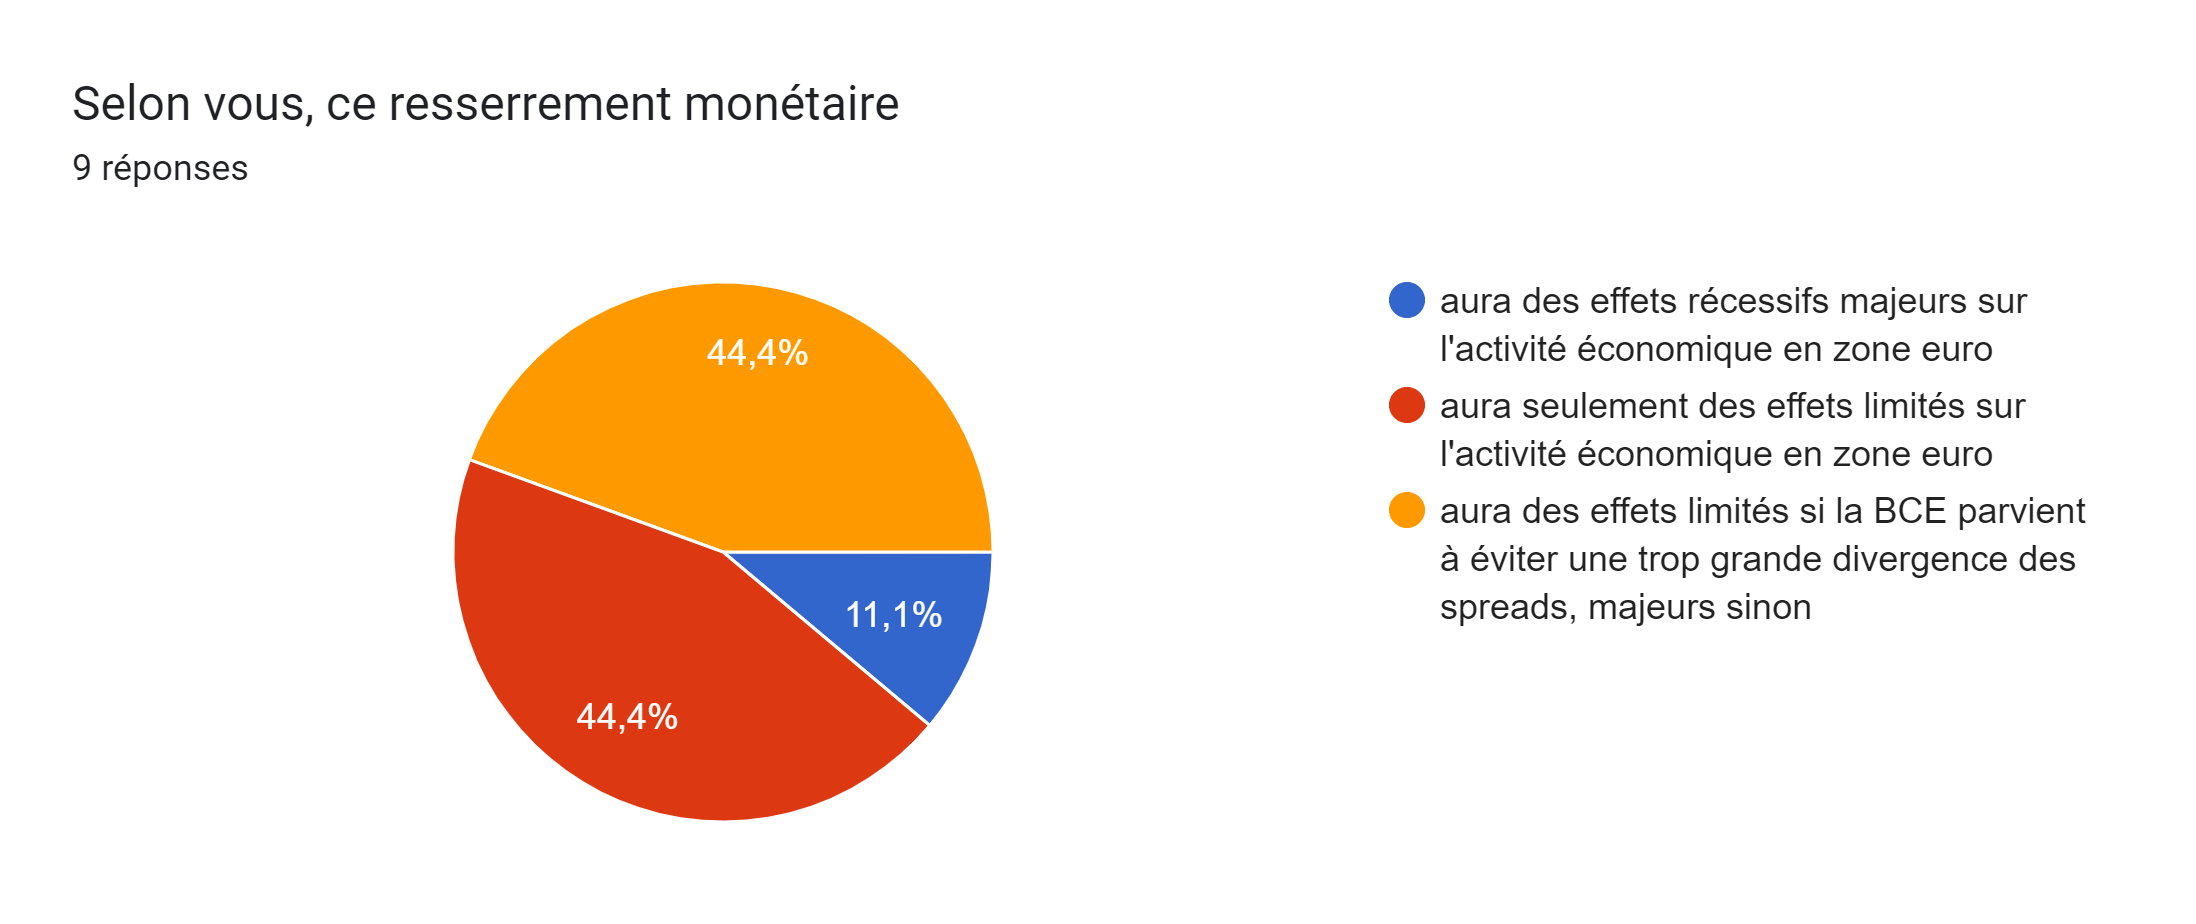 Selon vous, ce resserrement monétaire
9 réponses
44,4%
11,1%
44,4%
aura des effets récessifs majeurs sur
l'activité économique en zone euro
aura seulement des effets limités sur
l'activité économique en zone euro
aura des effets limités si la BCE parvient
à éviter une trop grande divergence des
spreads, majeurs sinon